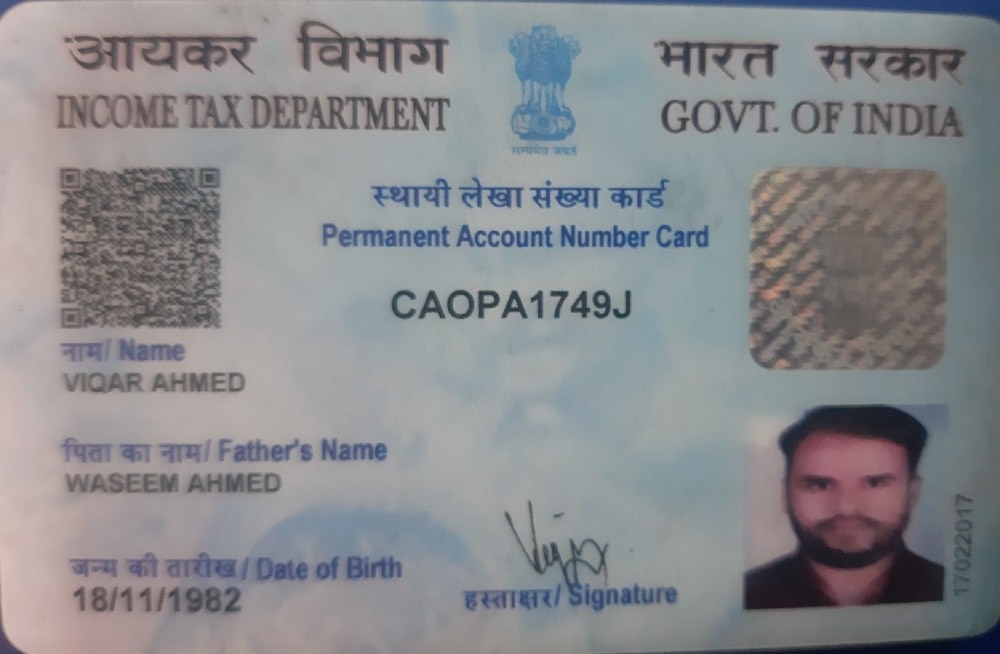 आयकर विभाग
INCOME TAX DEPARTMENT
भारत सरकार
GOVT. OF INDIA
सत्यमेव जयते
स्थायी लेखा संख्या कार्ड
Permanent Account Number Card
CAOPA1749J
नाम/ Name
VIQAR AHMED
पिता का नाम/ Father's Name
WASEEM AHMED
जन्म की तारीख/ Date of Birth
18/11/1982
हस्ताक्षर/ Signature
17022017